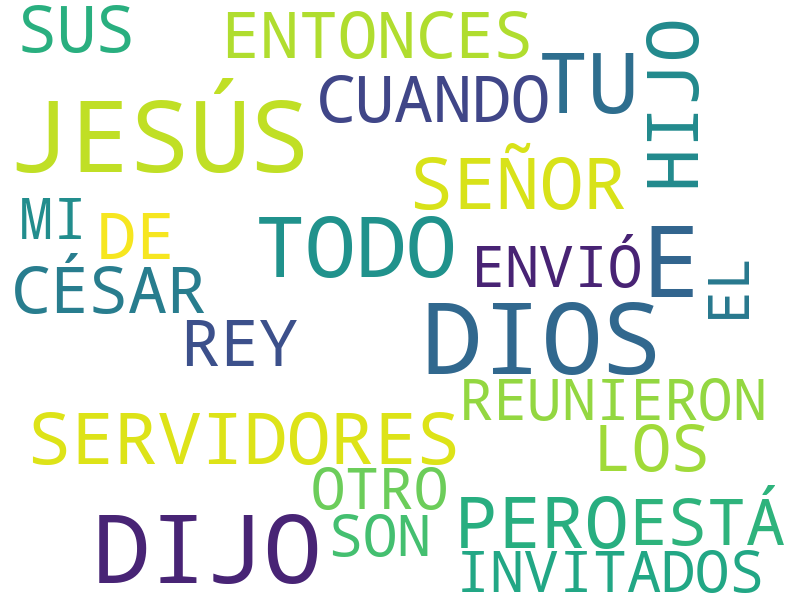 SUS
ENTONCES
HIJO
TU
CUANDO
JESÚS
SEÑOR
MI
DE
TODO
E
ENVIÓ
EL
CÉSAR
DIOS
REY
REUNIERON
SERVIDORES
LOS
OTRO
PERO
ESTÁ
DIJO
SON
INVITADOS